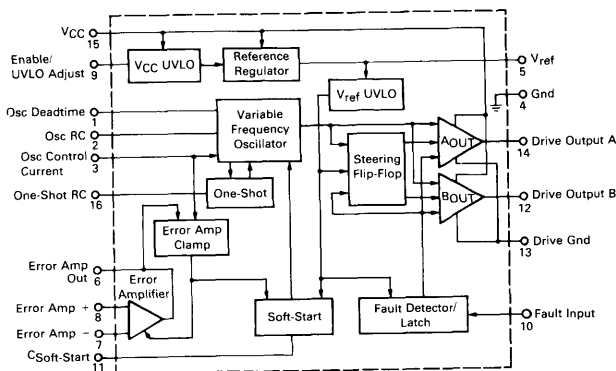 VCC
15
Enable/
UVLO Adjust
9
VCC UVLO
Reference
Regulator
Vref
5
Vref UVLO
Gnd
4
Osc Deadtime
1
Osc RC
2
Osc Control
Current
3
One-Shot RC
16
Variable
Frequency
Oscillator
One-Shot
Error Amp
Clamp
Steering
Flip-Flop
AOUT
Drive Output A
14
BOUT
Drive Output B
12
Drive Gnd
13
Error Amp
Out
6
Error
Amplifier
Error Amp +
8
Error Amp −
7
CSoft-Start
11
Soft-Start
Fault Detector/
Latch
Fault Input
10